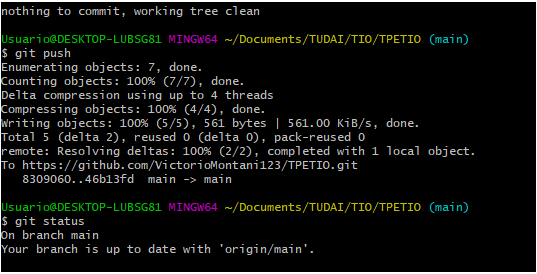 nothing to commit, working tree clean
Usuario@DESKTOP-LUBSG81 MINGW64 ~/Documents/TUDAI/TIO/TPETIO (main)
$ git push
Enumerating objects: 7, done.
Counting objects: 100% (7/7), done.
Delta compression using up to 4 threads
Compressing objects: 100% (4/4), done.
Writing objects: 100% (5/5), 561 bytes | 561.00 KiB/s, done.
Total 5 (delta 2), reused 0 (delta 0), pack-reused 0
remote: Resolving deltas: 100% (2/2), completed with 1 local object.
To https://github.com/VictorioMontani123/TPETIO.git
   8309060..46b13fd  main -> main
Usuario@DESKTOP-LUBSG81 MINGW64 ~/Documents/TUDAI/TIO/TPETIO (main)
$ git status
On branch main
Your branch is up to date with 'origin/main'.